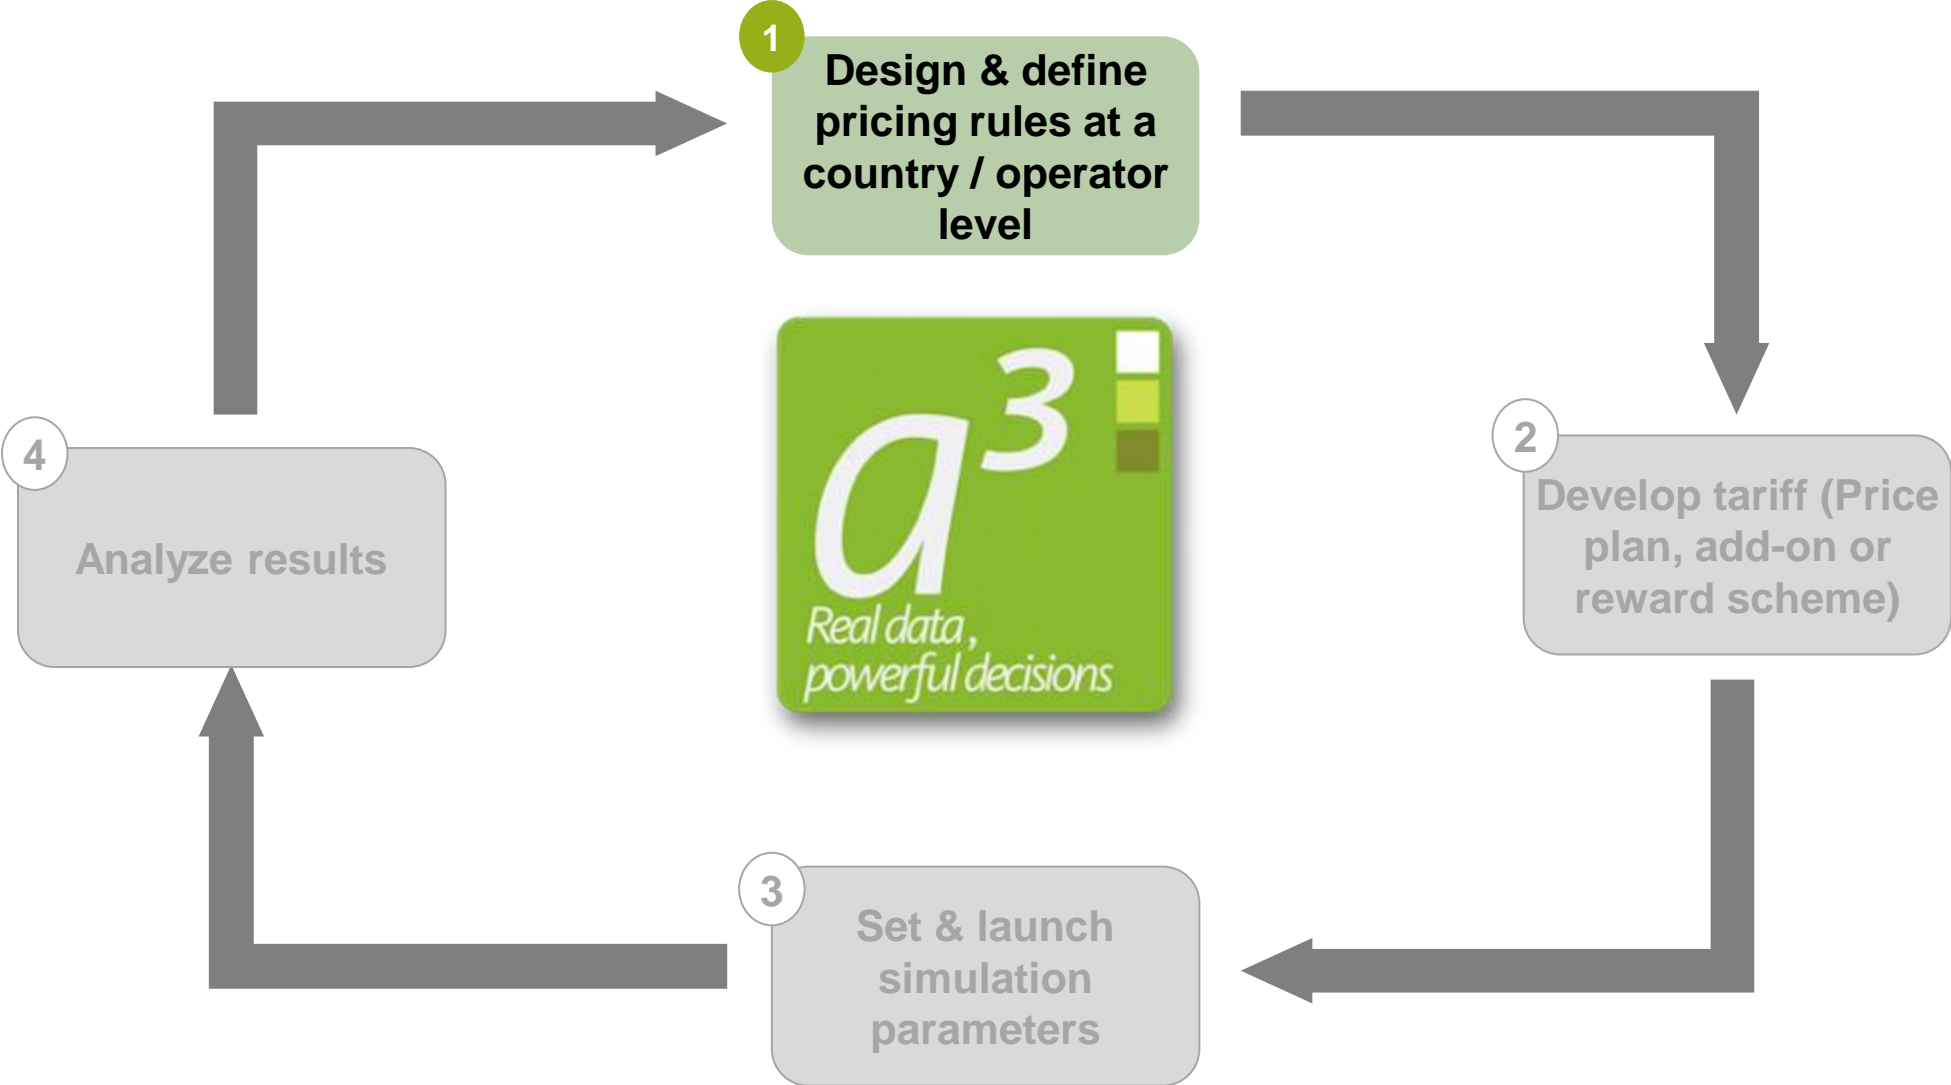 1
Design & define
pricing rules at a
country / operator
level
2
Develop tariff (Price
plan, add-on or
reward scheme)
3
Set & launch
simulation
parameters
4
Analyze results
a³
Real data,
powerful decisions